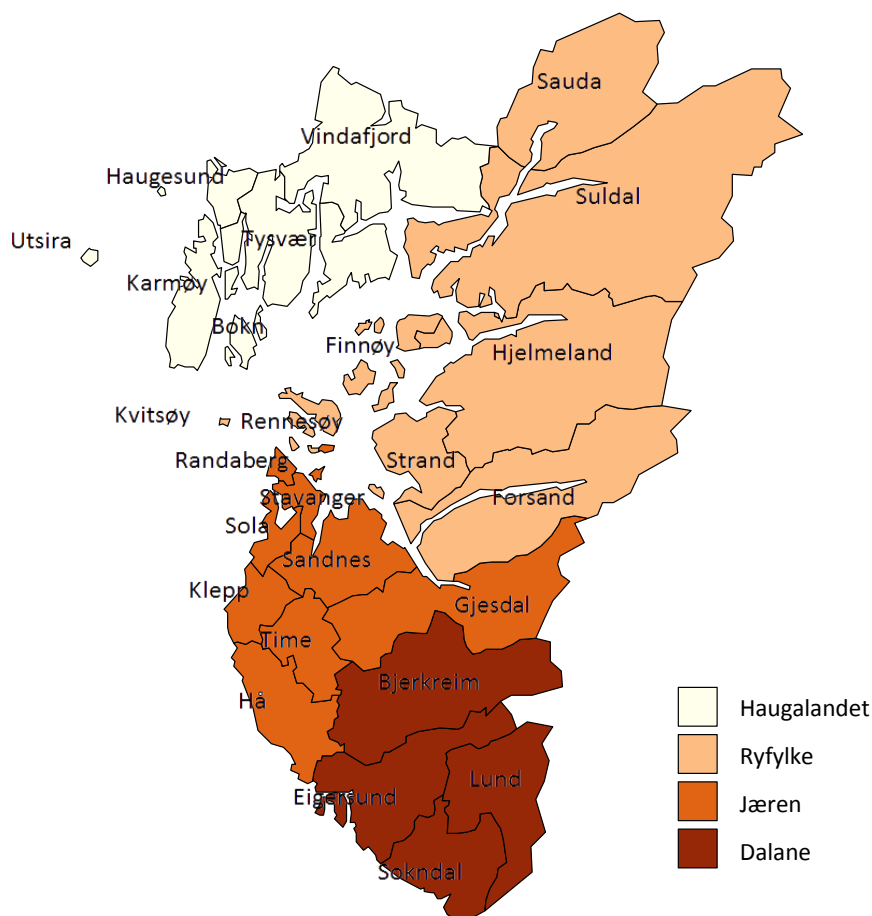 Sauda
Vindafjord
Haugesund
Suldal
Utsira
Tysvær
Karmøy
Bokn
Finnøy
Hjelmeland
Kvitsøy
Rennesøy
Randaberg
Strand
Stavanger
Forsand
Sola
Sandnes
Klepp
Gjesdal
Time
Bjerkreim
Hå
Haugalandet
Ryfylke
Lund
Eigersund
Jæren
Dalane
Sokndal